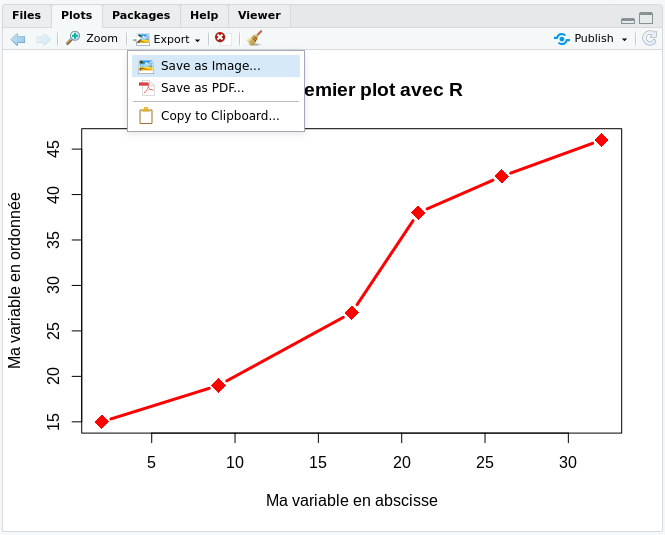 Files Plots Packages Help Viewer
Zoom Export Publish
Save as Image...
Save as PDF...
Copy to Clipboard...
plot avec R
Ma variable en ordonnée
45
40
35
30
25
20
15
5 10 15 20 25 30
Ma variable en abscisse